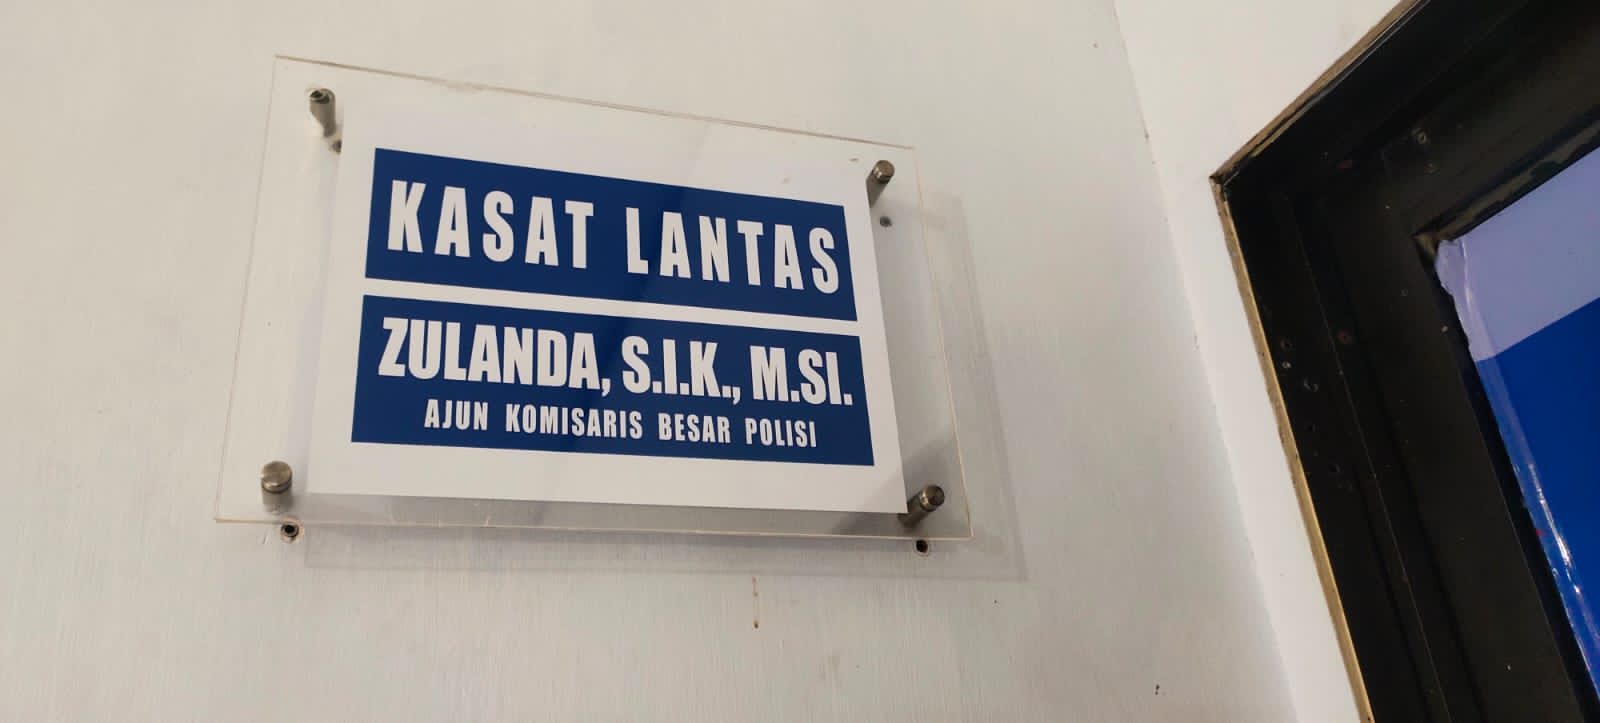 KASAT LANTAS
ZULANDA, S.I.K., M.SI.
AJUN KOMISARIS BESAR POLISI